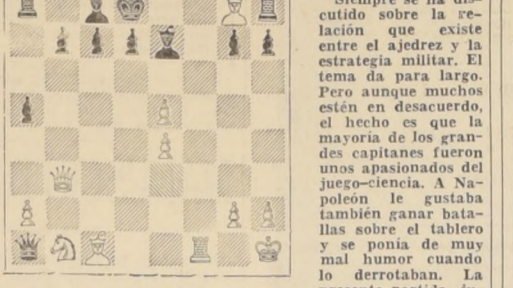 Siempre se ha dis-
cutido sobre la re-
lación que existe
entre el ajedrez y la
estrategia militar. El
tema da para largo.
Pero aunque muchos
estén en desacuerdo,
el hecho es que la
mayoría de los gran-
des capitanes fueron
unos apasionados del
juego-ciencia. A Na-
poleón le gustaba
también ganar bata-
llas sobre el tablero
y se ponía de muy
mal humor cuando
lo derrotaban. La